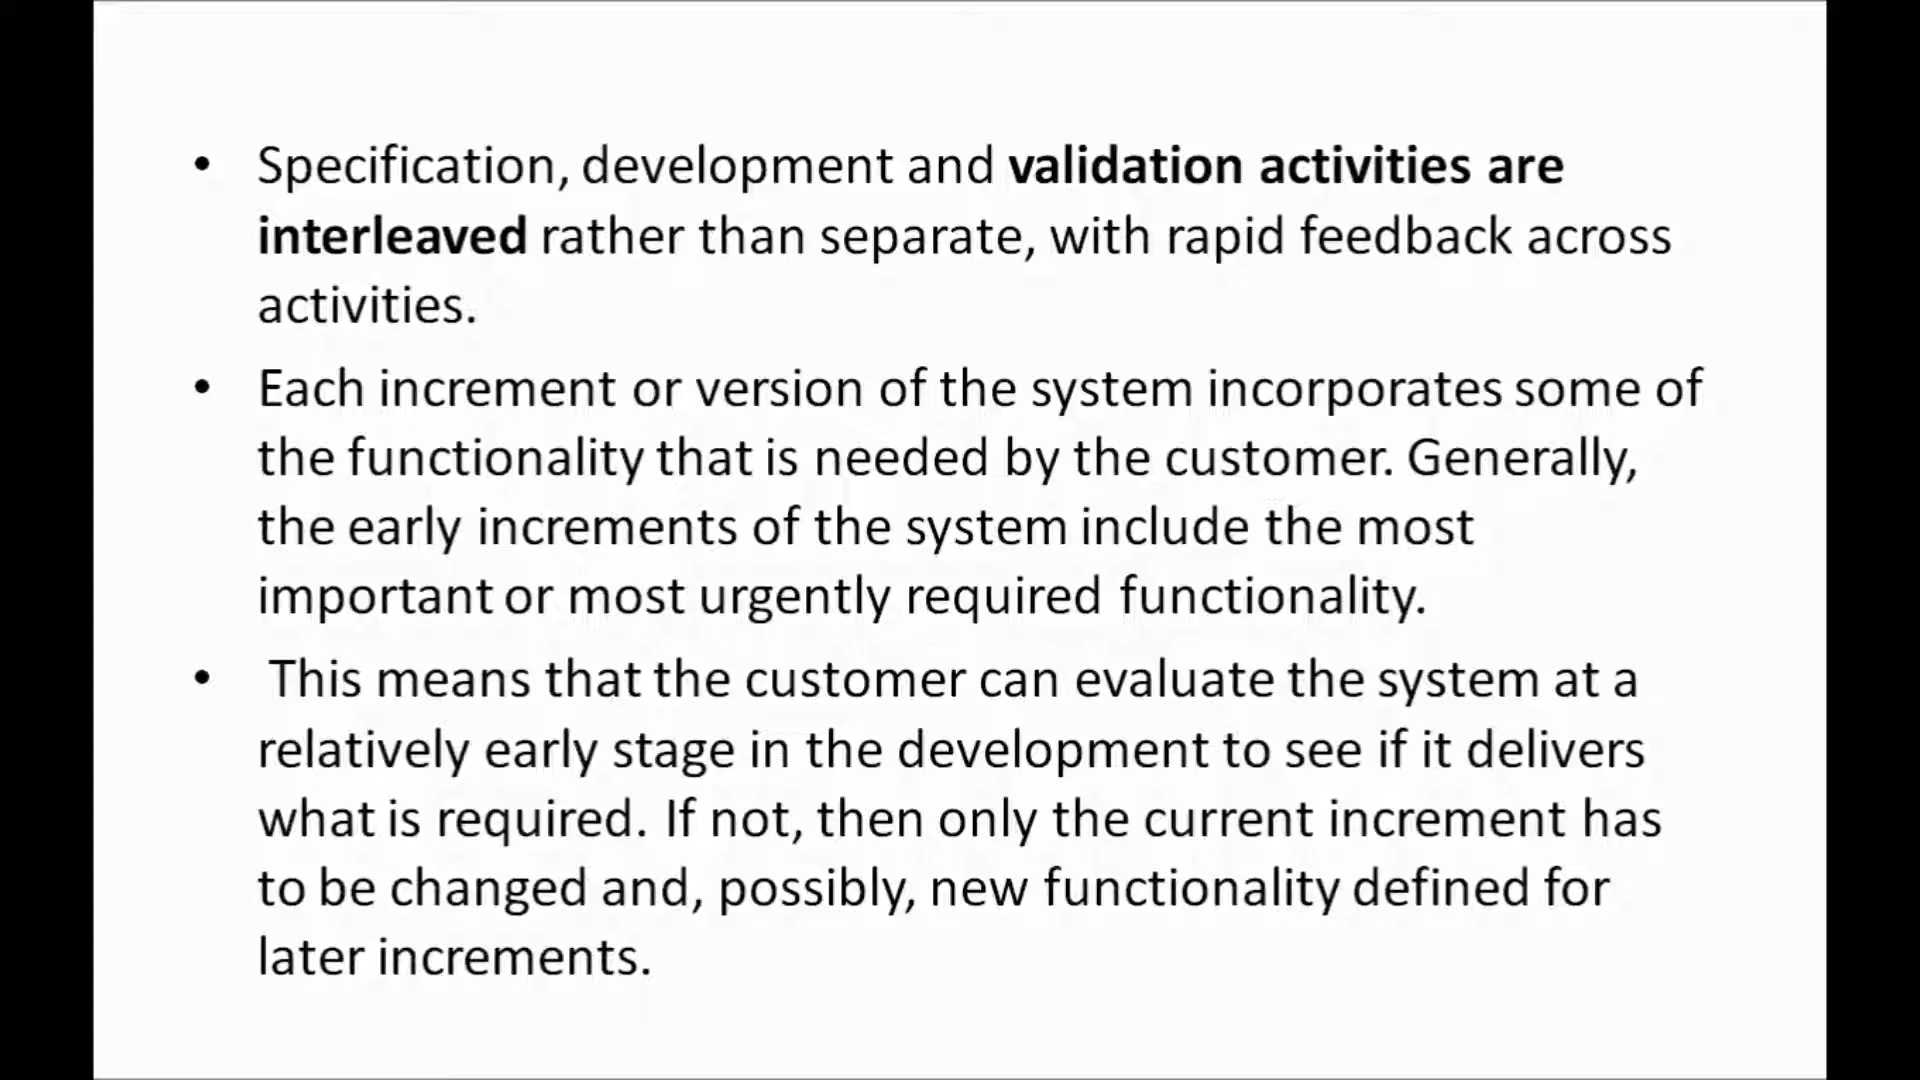 • Specification, development and validation activities are
interleaved rather than separate, with rapid feedback across
activities.
• Each increment or version of the system incorporates some of
the functionality that is needed by the customer. Generally,
the early increments of the system include the most
important or most urgently required functionality.
• This means that the customer can evaluate the system at a
relatively early stage in the development to see if it delivers
what is required. If not, then only the current increment has
to be changed and, possibly, new functionality defined for
later increments.